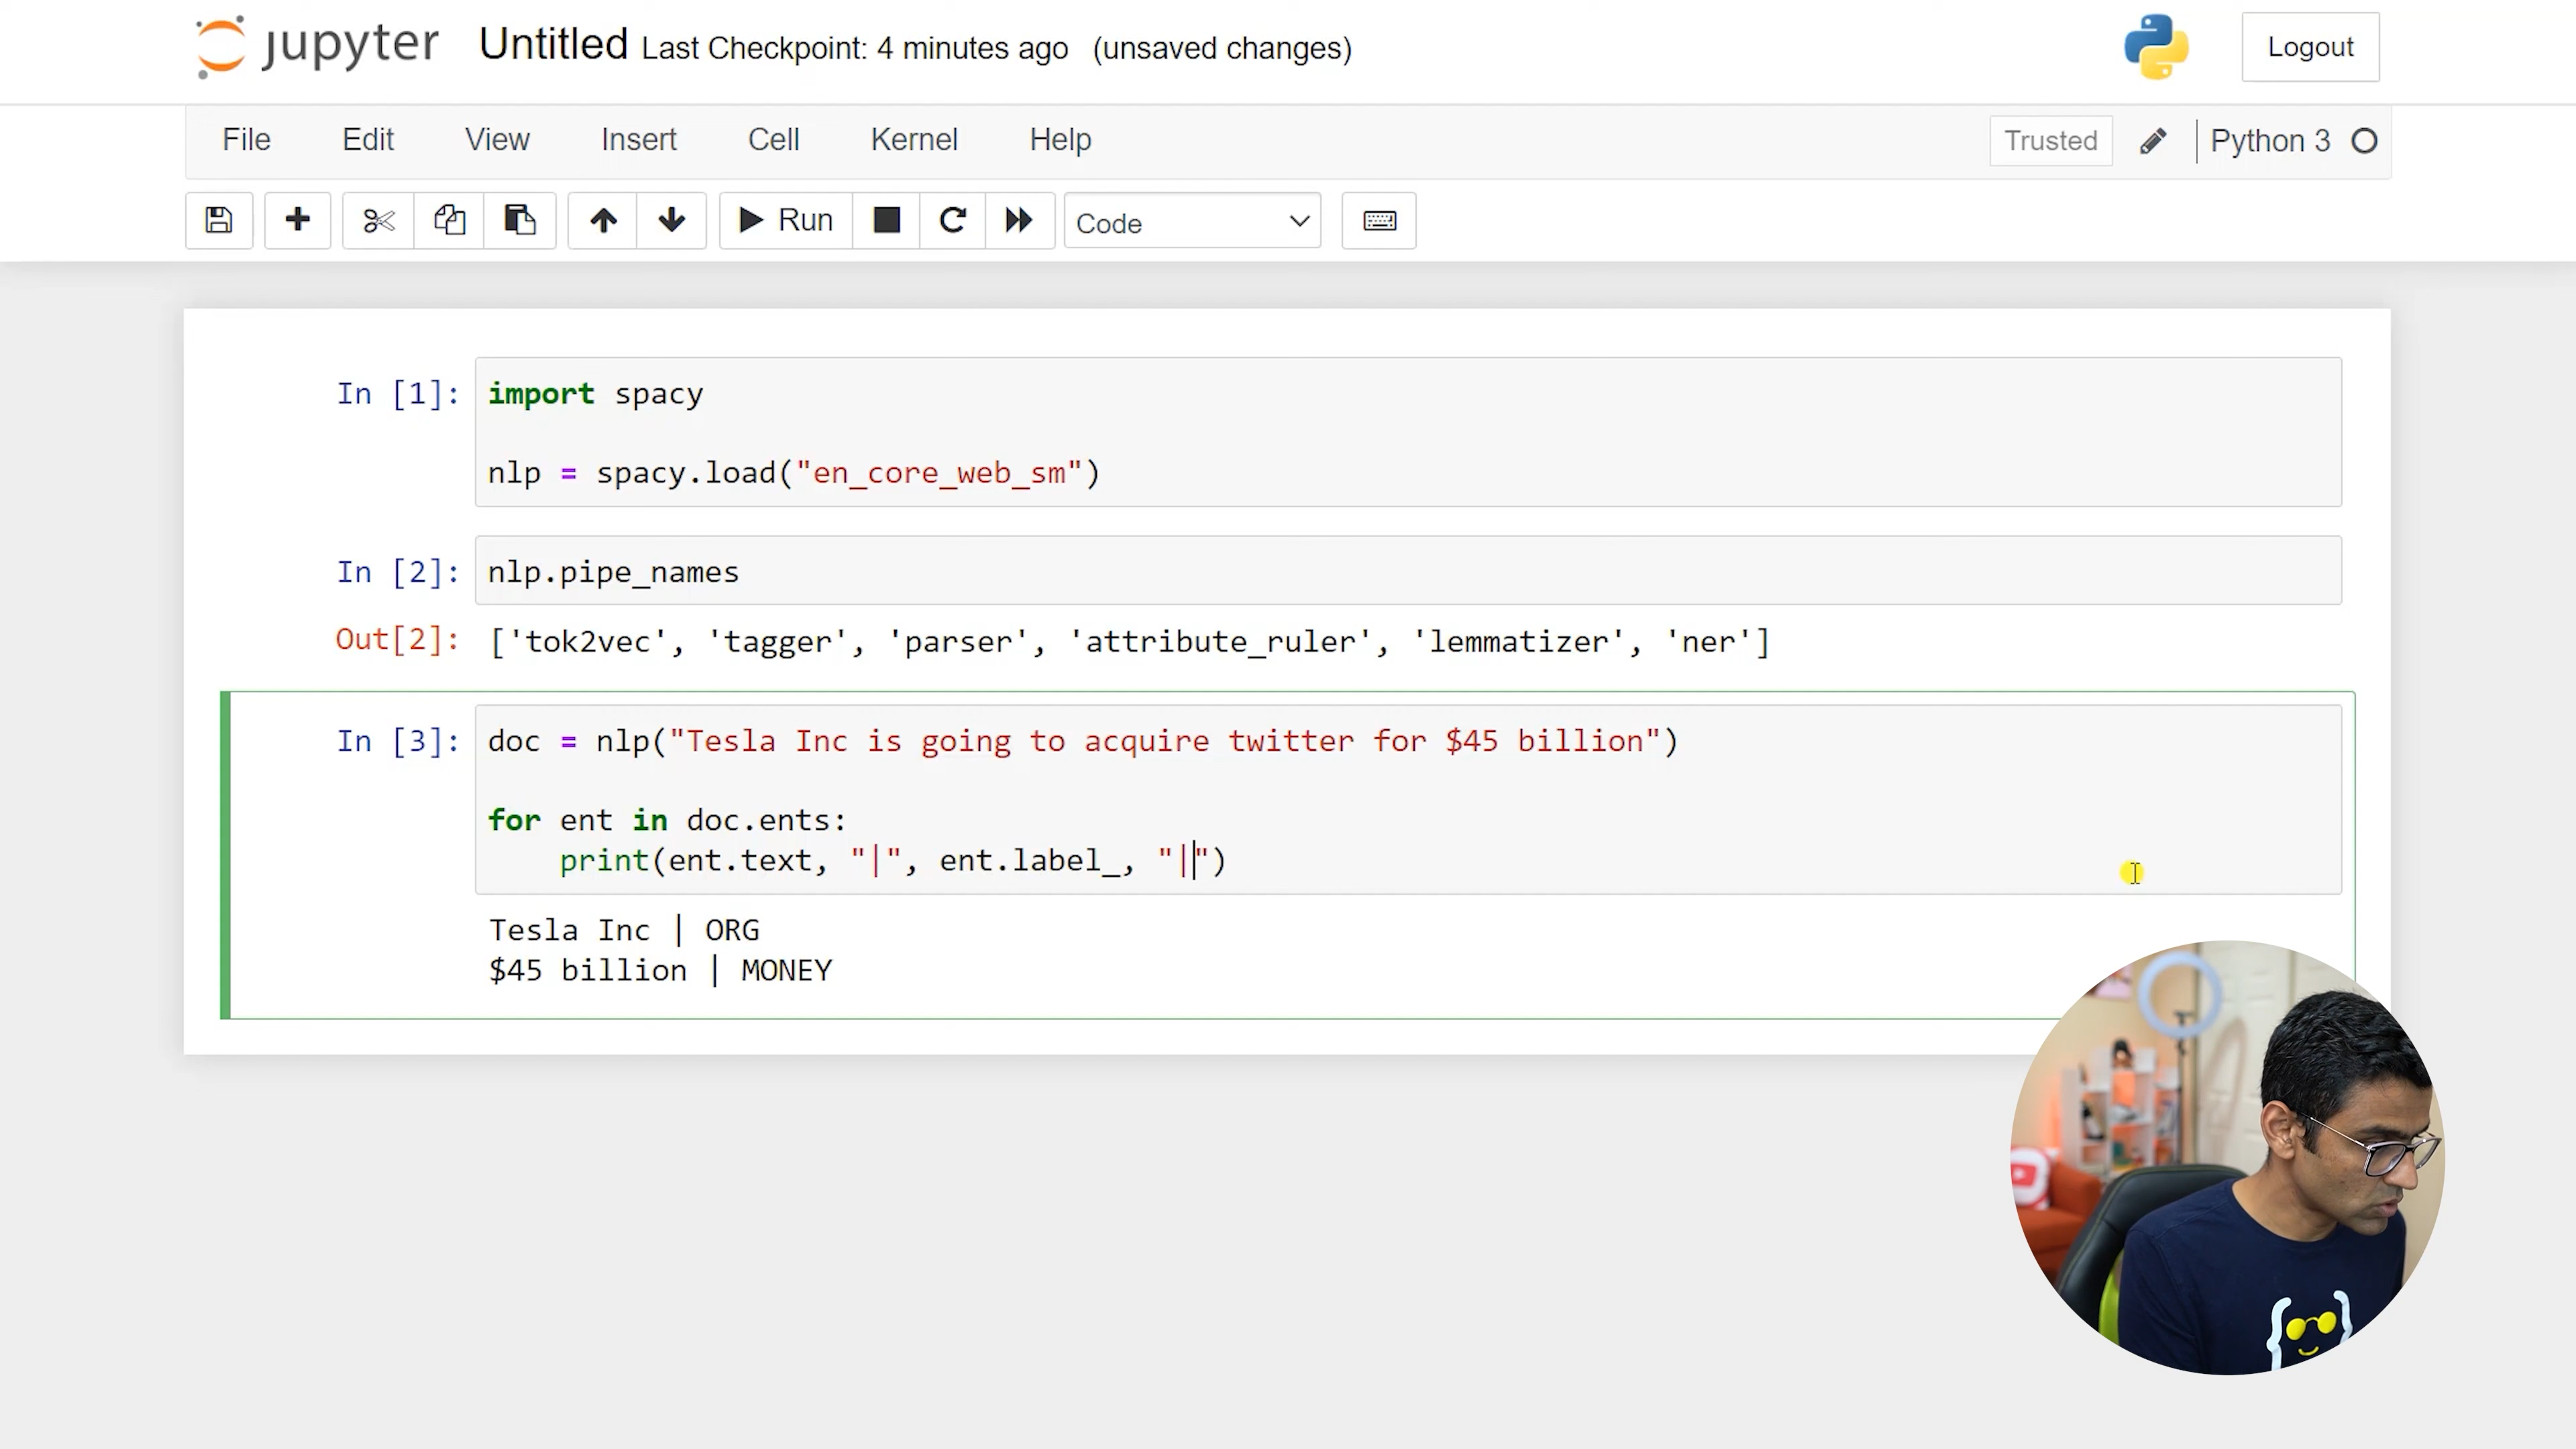 jupyter Untitled Last Checkpoint: 4 minutes ago (unsaved changes) Logout
File Edit View Insert Cell Kernel Help Trusted Python 3
Run Code
In [1]: import spacy
nlp = spacy.load("en_core_web_sm")
In [2]: nlp.pipe_names
Out[2]: ['tok2vec', 'tagger', 'parser', 'attribute_ruler', 'lemmatizer', 'ner']
In [3]: doc = nlp("Tesla Inc is going to acquire twitter for $45 billion")
for ent in doc.ents:
    print(ent.text, "|", ent.label_, "|")
Tesla Inc | ORG
$45 billion | MONEY